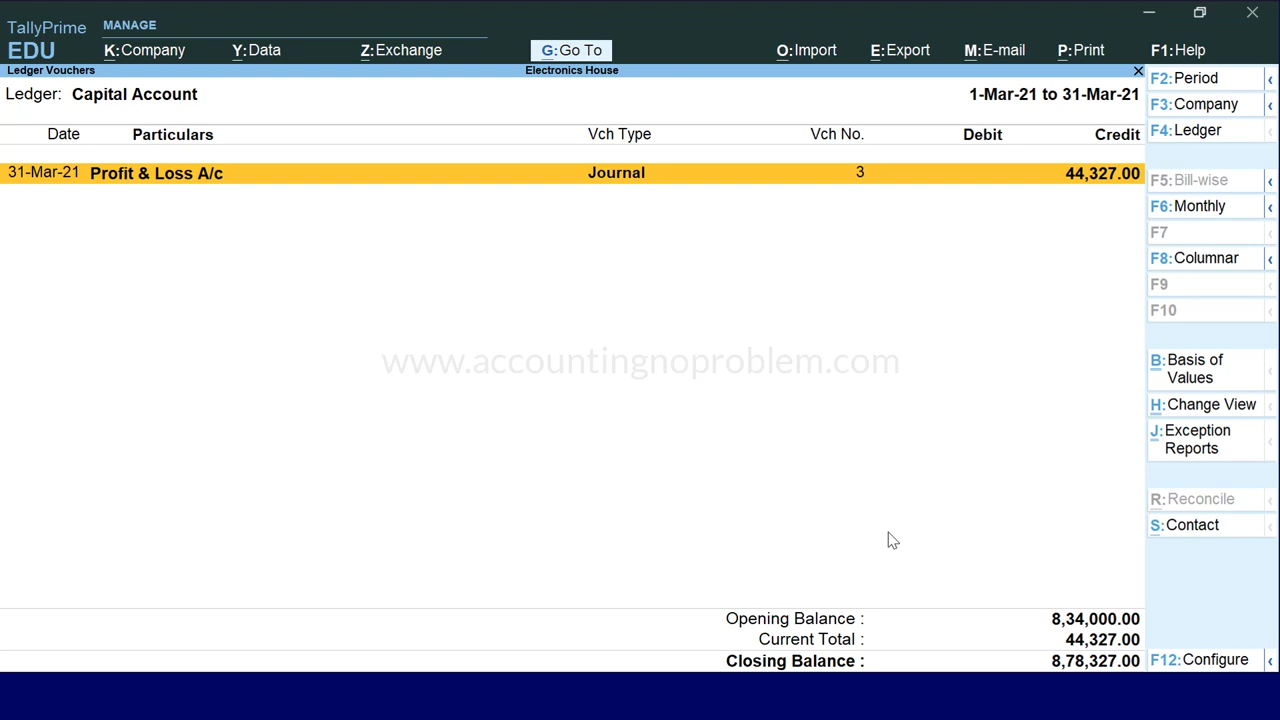 TallyPrime MANAGE
EDU K:Company Y:Data Z:Exchange G:Go To O:Import E:Export M:E-mail P:Print F1:Help
Ledger Vouchers Electronics House
Ledger: Capital Account 1-Mar-21 to 31-Mar-21
Date Particulars Vch Type Vch No. Debit Credit
31-Mar-21 Profit & Loss A/c Journal 3 44,327.00
www.accountingnoproblem.com
Opening Balance : 8,34,000.00
Current Total : 44,327.00
Closing Balance : 8,78,327.00
F2:Period
F3:Company
F4:Ledger
F5:Bill-wise
F6:Monthly
F7
F8:Columnar
F9
F10
B:Basis of
Values
H:Change View
J:Exception
Reports
R:Reconcile
S:Contact
F12:Configure